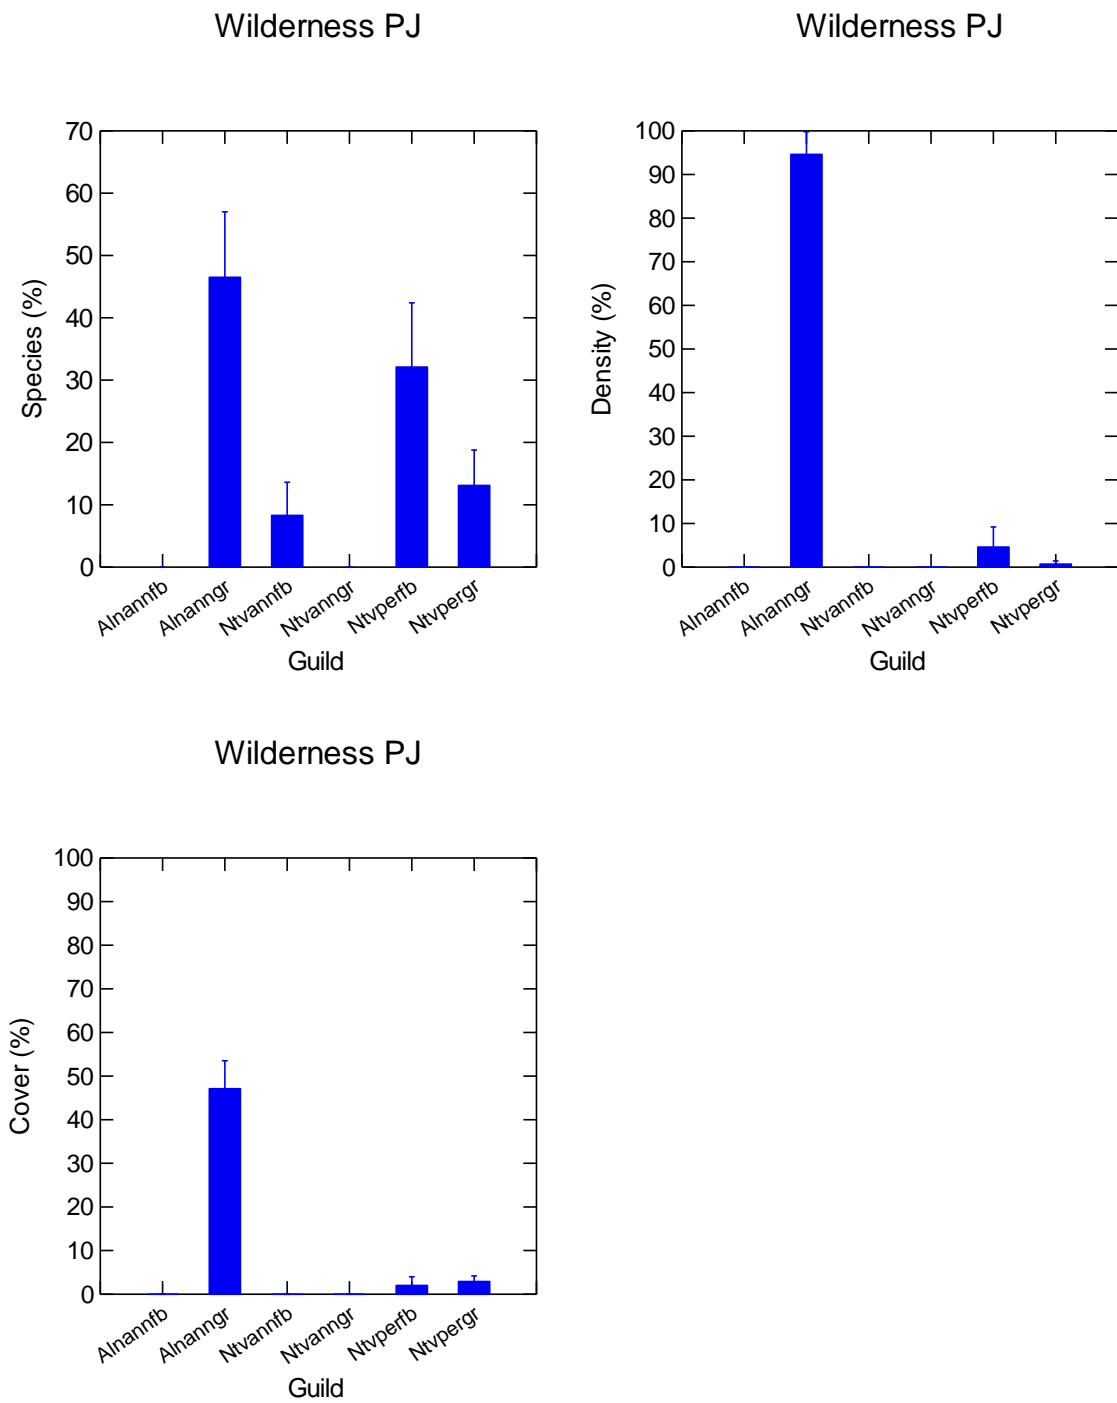 Wilderness PJ
70
60
50
40
30
20
10
0
Species (%)
Alnannfb
Alnanngr
Ntvannfb
Ntvanngr
Ntvperfb
Ntvpergr
Guild
Wilderness PJ
100
90
80
70
60
50
40
30
20
10
0
Density (%)
Alnannfb
Alnanngr
Ntvannfb
Ntvanngr
Ntvperfb
Ntvpergr
Guild
Wilderness PJ
100
90
80
70
60
50
40
30
20
10
0
Cover (%)
Alnannfb
Alnanngr
Ntvannfb
Ntvanngr
Ntvperfb
Ntvpergr
Guild